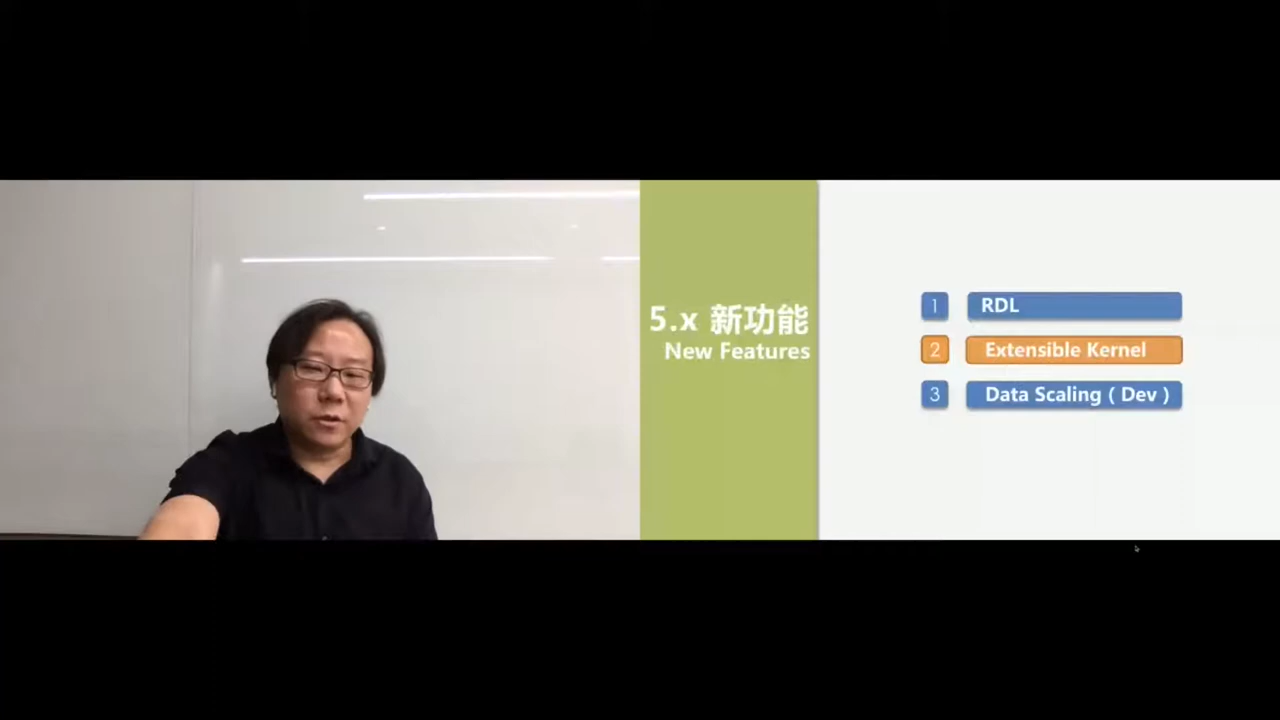 5.x 新功能
New Features
1 RDL
2 Extensible Kernel
3 Data Scaling ( Dev )